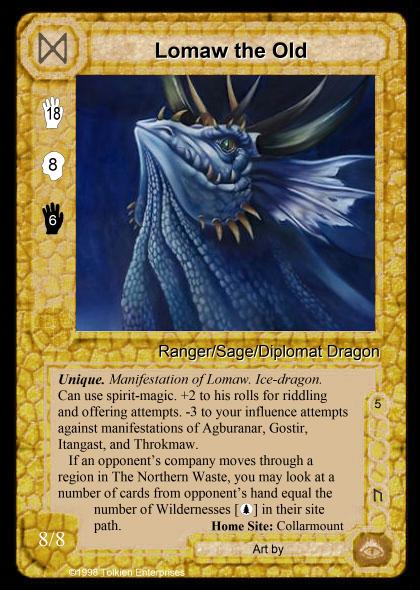 Lomaw the Old
18
8
6
Ranger/Sage/Diplomat Dragon
Unique. Manifestation of Lomaw. Ice-dragon.
Can use spirit-magic. +2 to his rolls for riddling
and offering attempts. -3 to your influence attempts
against manifestations of Agburanar, Gostir,
Itangast, and Throkmaw.
If an opponent's company moves through a
region in The Northern Waste, you may look at a
number of cards from opponent's hand equal the
number of Wildernesses [ ] in their site
path. Home Site: Collarmount
5
8/8
Art by
©1998 Tolkien Enterprises